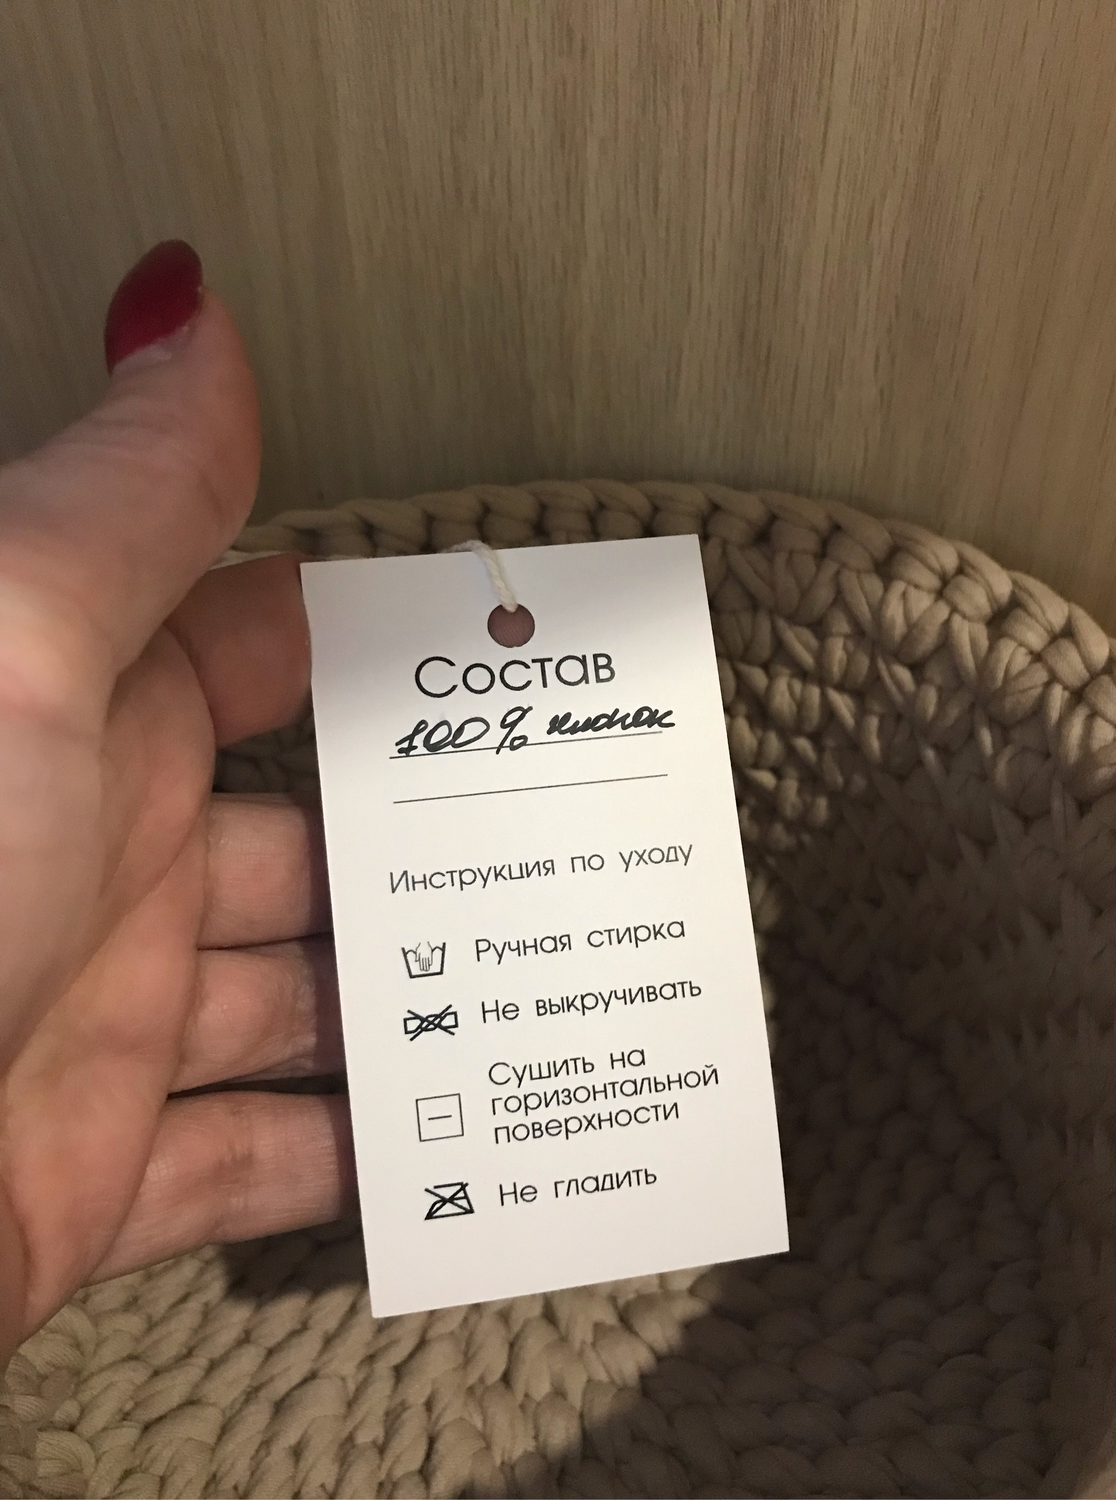 Состав
100% хлопок
Инструкция по уходу
Ручная стирка
Не выкручивать
Сушить на
горизонтальной
поверхности
Не гладить